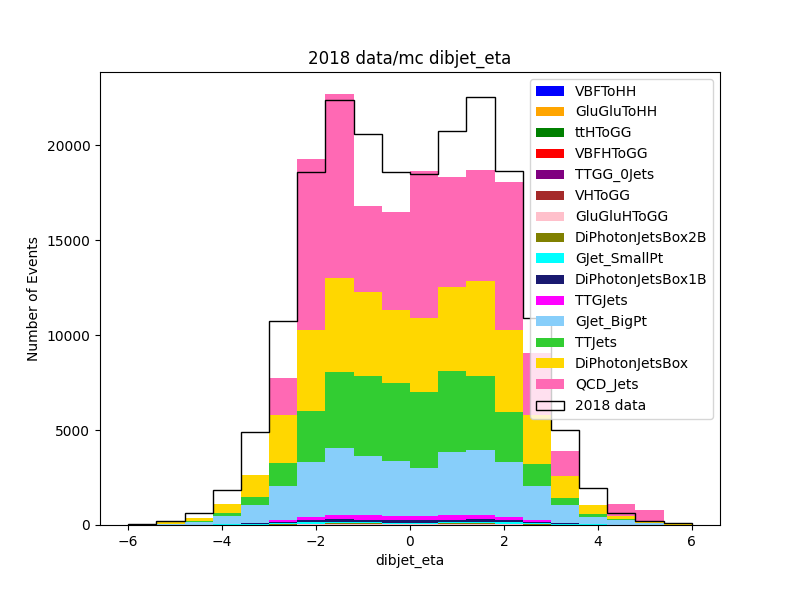 2018 data/mc dibjet_eta
VBFToHH
GluGluToHH
ttHToGG
VBFHToGG
TTGG_0Jets
VHToGG
GluGluHToGG
DiPhotonJetsBox2B
GJet_SmallPt
DiPhotonJetsBox1B
TTGJets
GJet_BigPt
TTJets
DiPhotonJetsBox
QCD_Jets
2018 data
Number of Events
20000
15000
10000
5000
0
−6 −4 −2 0 2 4 6
dibjet_eta